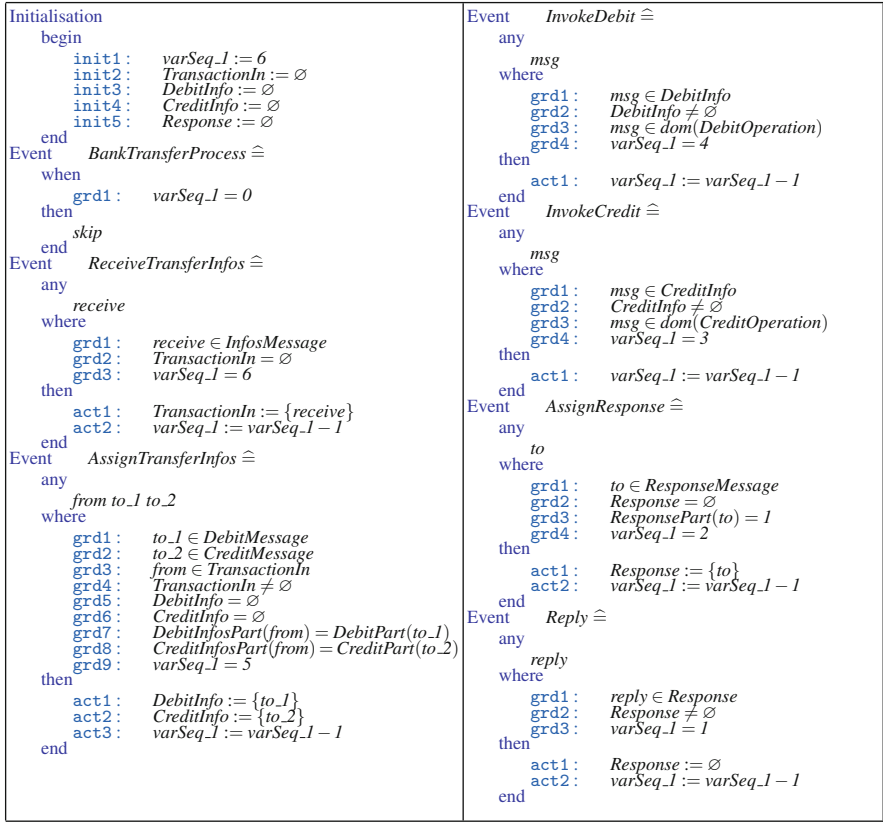 Initialisation
begin
init1 : varSeq_1 := 6
init2 : TransactionIn := ∅
init3 : DebitInfo := ∅
init4 : CreditInfo := ∅
init5 : Response := ∅
end
Event BankTransferProcess ≙
when
grd1 : varSeq_1 = 0
then
skip
end
Event ReceiveTransferInfos ≙
any
receive
where
grd1 : receive ∈ InfosMessage
grd2 : TransactionIn = ∅
grd3 : varSeq_1 = 6
then
act1 : TransactionIn := {receive}
act2 : varSeq_1 := varSeq_1 − 1
end
Event AssignTransferInfos ≙
any
from to_1 to_2
where
grd1 : to_1 ∈ DebitMessage
grd2 : to_2 ∈ CreditMessage
grd3 : from ∈ TransactionIn
grd4 : TransactionIn ≠ ∅
grd5 : DebitInfo = ∅
grd6 : CreditInfo = ∅
grd7 : DebitInfosPart(from) = DebitPart(to_1)
grd8 : CreditInfosPart(from) = CreditPart(to_2)
grd9 : varSeq_1 = 5
then
act1 : DebitInfo := {to_1}
act2 : CreditInfo := {to_2}
act3 : varSeq_1 := varSeq_1 − 1
end
Event InvokeDebit ≙
any
msg
where
grd1 : msg ∈ DebitInfo
grd2 : DebitInfo ≠ ∅
grd3 : msg ∈ dom(DebitOperation)
grd4 : varSeq_1 = 4
then
act1 : varSeq_1 := varSeq_1 − 1
end
Event InvokeCredit ≙
any
msg
where
grd1 : msg ∈ CreditInfo
grd2 : CreditInfo ≠ ∅
grd3 : msg ∈ dom(CreditOperation)
grd4 : varSeq_1 = 3
then
act1 : varSeq_1 := varSeq_1 − 1
end
Event AssignResponse ≙
any
to
where
grd1 : to ∈ ResponseMessage
grd2 : Response = ∅
grd3 : ResponsePart(to) = 1
grd4 : varSeq_1 = 2
then
act1 : Response := {to}
act2 : varSeq_1 := varSeq_1 − 1
end
Event Reply ≙
any
reply
where
grd1 : reply ∈ Response
grd2 : Response ≠ ∅
grd3 : varSeq_1 = 1
then
act1 : Response := ∅
act2 : varSeq_1 := varSeq_1 − 1
end